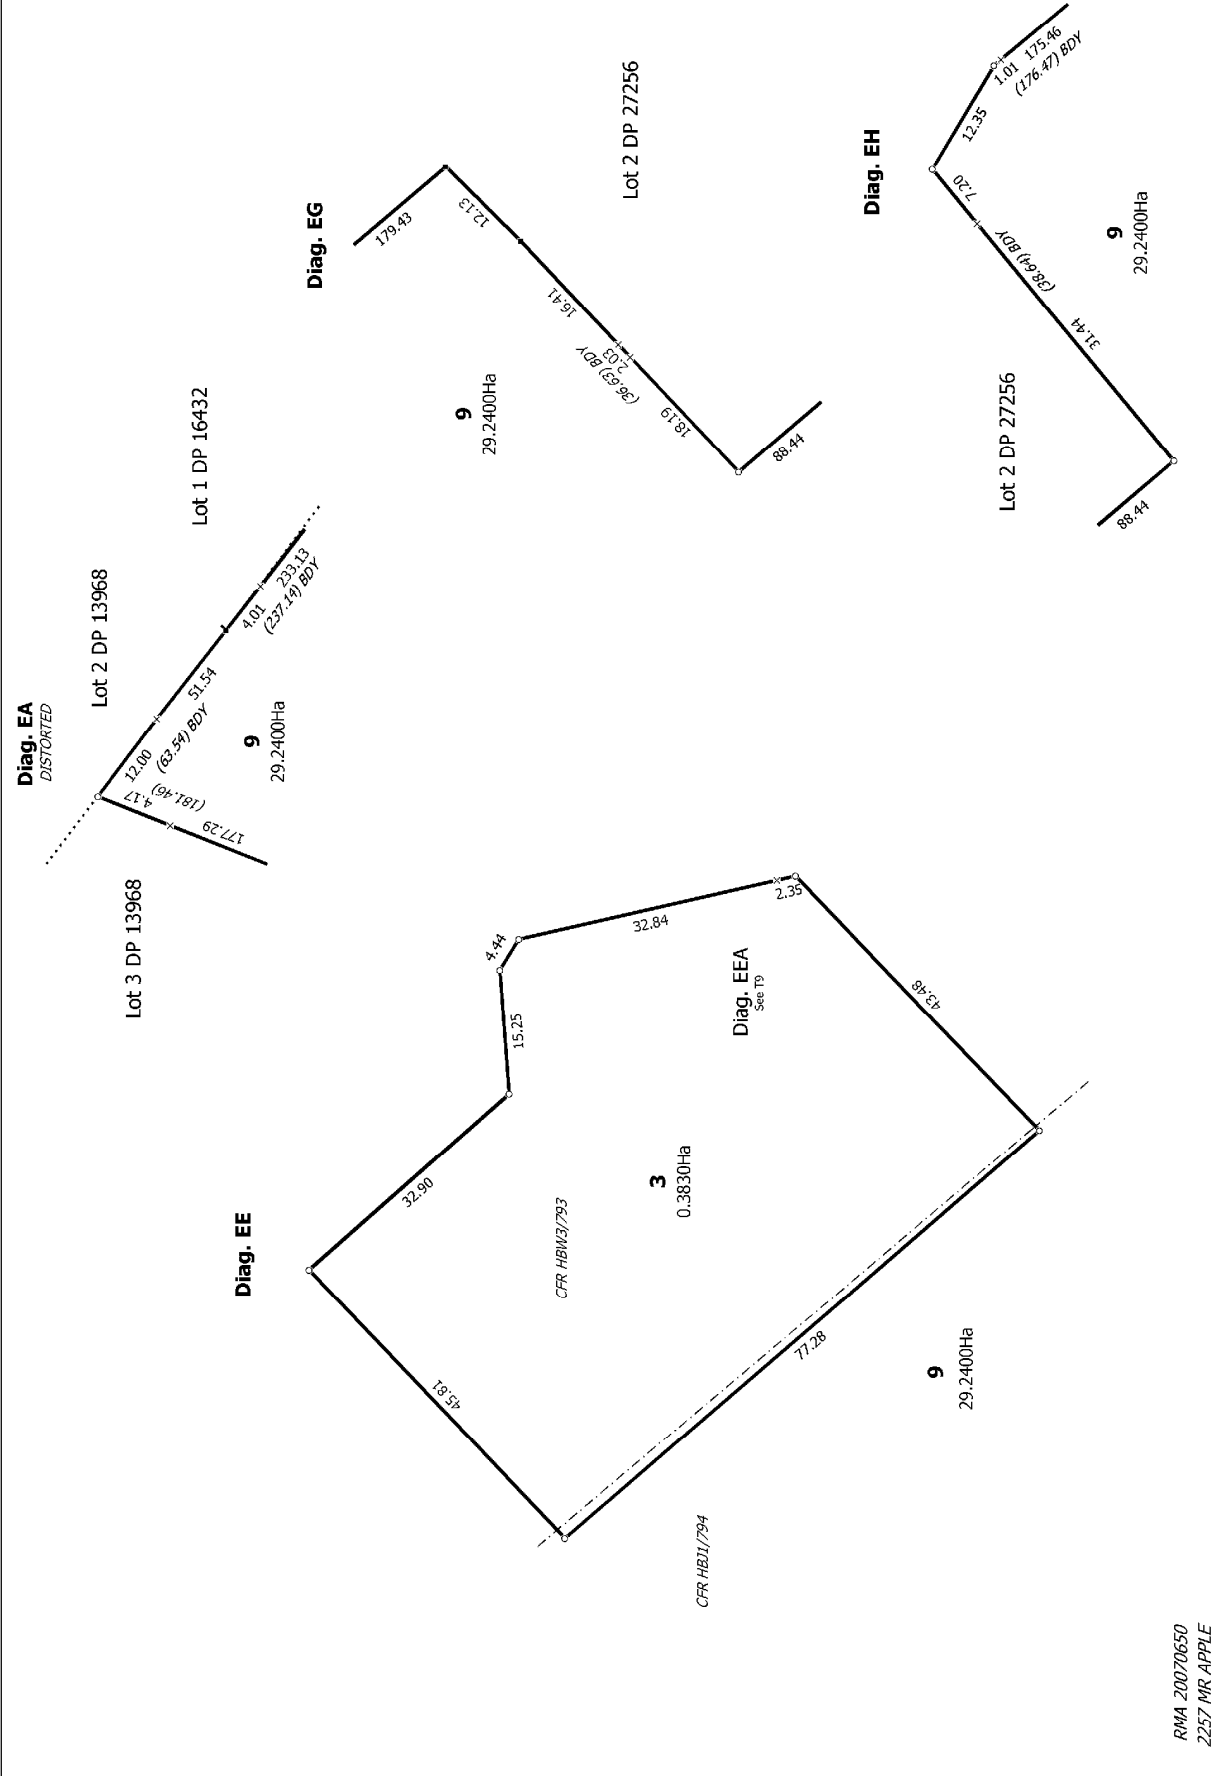 Diag. EA
DISTORTED
Lot 2 DP 13968
Lot 1 DP 16432
Lot 3 DP 13968
12.00
51.54
(63.54) BDY
4.01
233.13
(237.14) BDY
4.17
177.29
(181.46)
9
29.2400Ha
Diag. EG
179.43
12.13
16.41
2.03
(36.63) BDY
18.19
88.44
9
29.2400Ha
Lot 2 DP 27256
Diag. EH
175.46
1.01
(176.47) BDY
12.35
7.20
(38.64) BDY
31.44
88.44
9
29.2400Ha
Lot 2 DP 27256
Diag. EE
32.90
15.25
4.44
32.84
2.35
43.48
77.28
45.81
Diag. EEA
See T9
3
0.3830Ha
CFR HBW3/793
9
29.2400Ha
CFR HBJ1/794
RMA 20070650
2257 MR APPLE